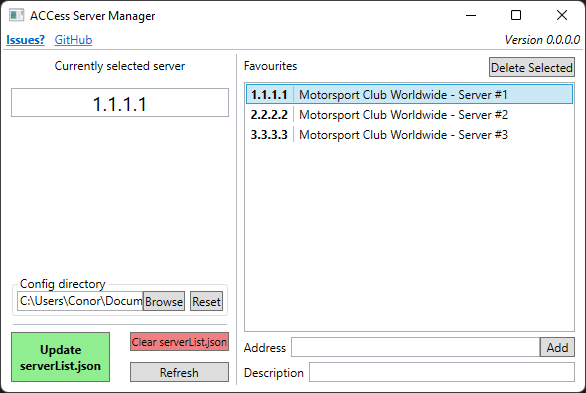 ACCess Server Manager
Issues? GitHub Version 0.0.0.0
Currently selected server
1.1.1.1
Config directory
C:\Users\Conor\Docum Browse Reset
Update
serverList.json
Clear serverList.json
Refresh
Favourites Delete Selected
1.1.1.1 Motorsport Club Worldwide - Server #1
2.2.2.2 Motorsport Club Worldwide - Server #2
3.3.3.3 Motorsport Club Worldwide - Server #3
Address Add
Description